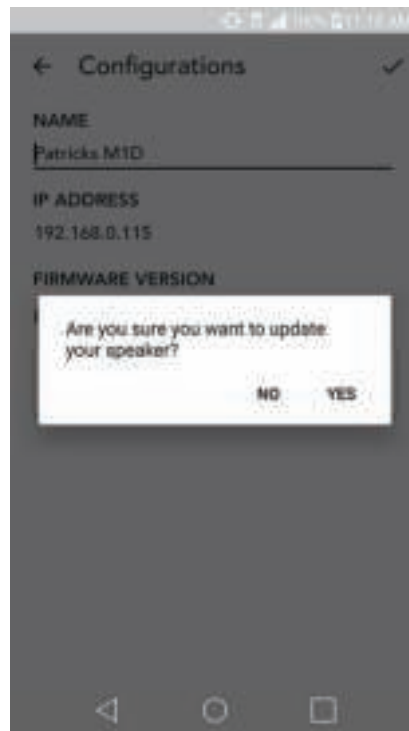 Configurations
NAME
Patricks M1D
IP ADDRESS
192.168.0.115
FIRMWARE VERSION
Are you sure you want to update
your speaker?
NO YES